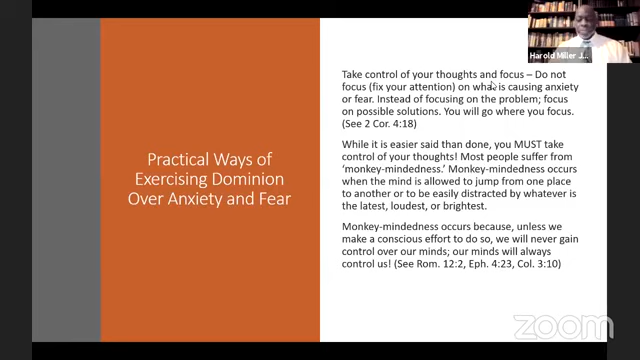 Harold Miller J...
Practical Ways of
Exercising Dominion
Over Anxiety and Fear
Take control of your thoughts and focus – Do not
focus (fix your attention) on what is causing anxiety
or fear. Instead of focusing on the problem; focus
on possible solutions. You will go where you focus.
(See 2 Cor. 4:18)
While it is easier said than done, you MUST take
control of your thoughts! Most people suffer from
‘monkey-mindedness.’ Monkey-mindedness occurs
when the mind is allowed to jump from one place
to another or to be easily distracted by whatever is
the latest, loudest, or brightest.
Monkey-mindedness occurs because, unless we
make a conscious effort to do so, we will never gain
control over our minds; our minds will always
control us! (See Rom. 12:2, Eph. 4:23, Col. 3:10)
zoom